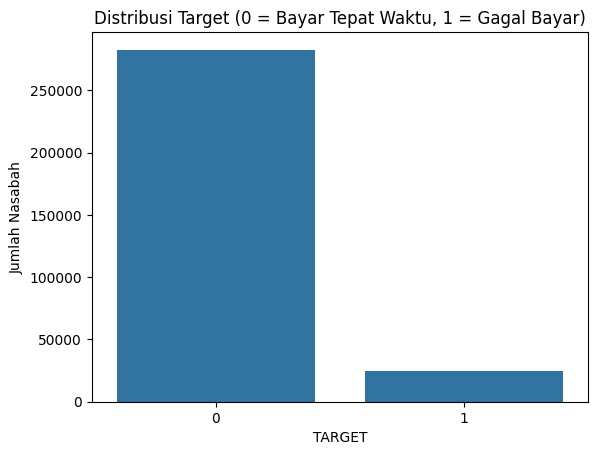 Distribusi Target (0 = Bayar Tepat Waktu, 1 = Gagal Bayar)
Jumlah Nasabah
250000
200000
150000
100000
50000
0
0 1
TARGET